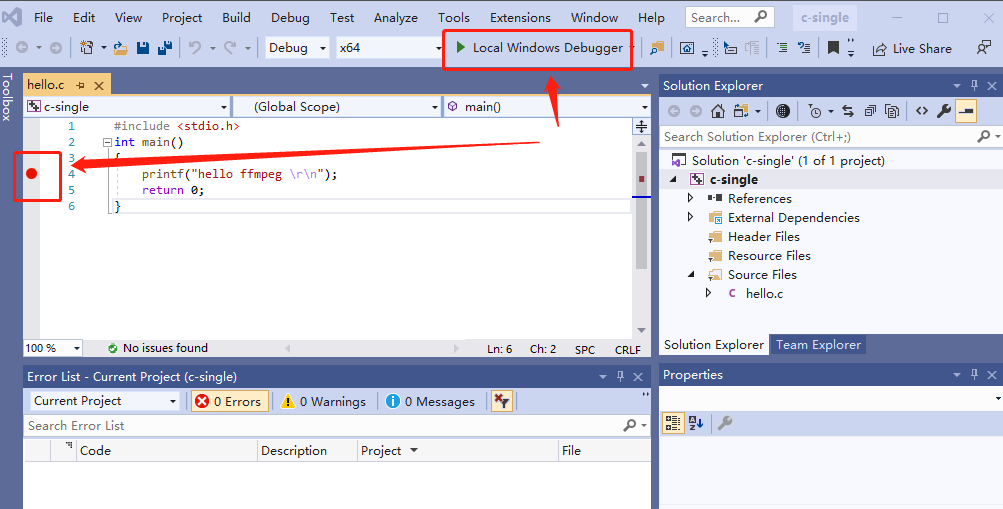 File Edit View Project Build Debug Test Analyze Tools Extensions Window Help Search... c-single
Debug x64 Local Windows Debugger Live Share
Toolbox
hello.c
c-single (Global Scope) main()
1 #include <stdio.h>
2 int main()
3 {
4 printf("hello ffmpeg \r\n");
5 return 0;
6 }
100 % No issues found Ln: 6 Ch: 2 SPC CRLF
Error List - Current Project (c-single)
Current Project 0 Errors 0 Warnings 0 Messages
Search Error List
Code Description Project File
Solution Explorer
Search Solution Explorer (Ctrl+;)
Solution 'c-single' (1 of 1 project)
c-single
References
External Dependencies
Header Files
Resource Files
Source Files
C hello.c
Solution Explorer Team Explorer
Properties